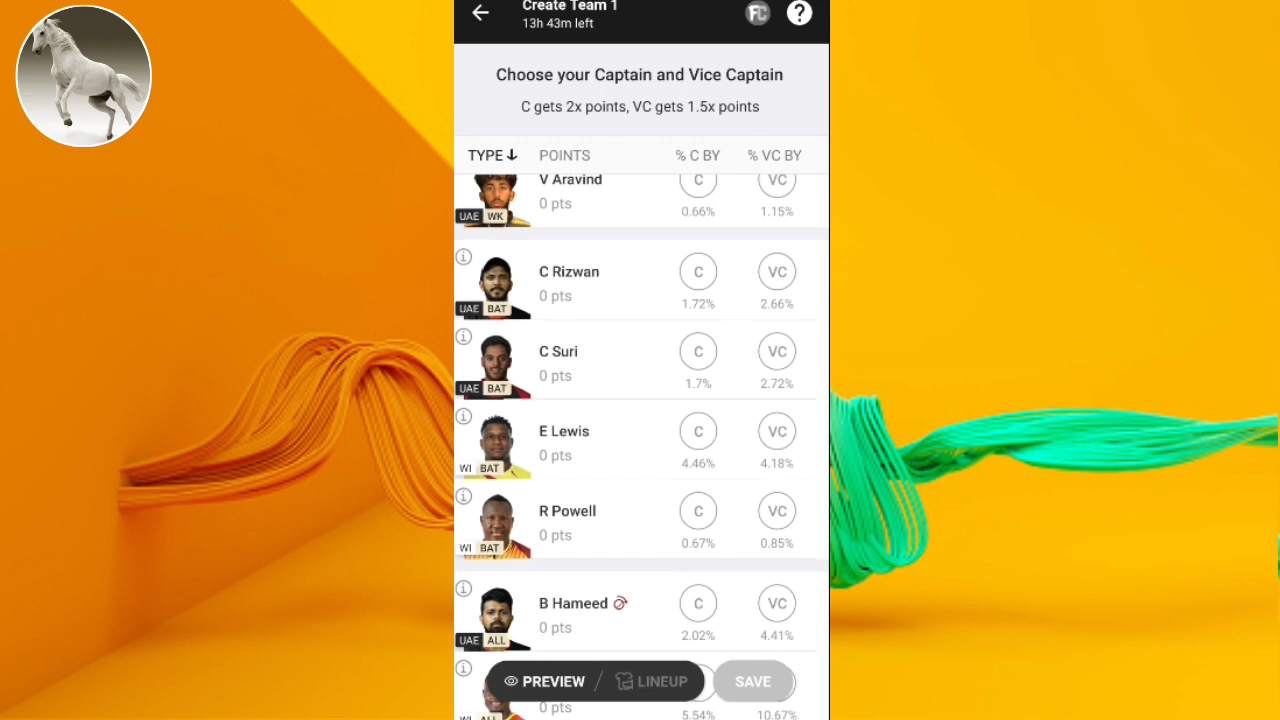 Create Team 1
13h 43m left
FC
?
Choose your Captain and Vice Captain
C gets 2x points, VC gets 1.5x points
TYPE POINTS % C BY % VC BY
V Aravind C VC
0 pts
UAE WK 0.66% 1.15%
C Rizwan C VC
0 pts
UAE BAT 1.72% 2.66%
C Suri C VC
0 pts
UAE BAT 1.7% 2.72%
E Lewis C VC
0 pts
WI BAT 4.46% 4.18%
R Powell C VC
0 pts
WI BAT 0.67% 0.85%
B Hameed C VC
0 pts
UAE ALL 2.02% 4.41%
PREVIEW / LINEUP SAVE
0 pts
WI ALL 5.54% 10.67%